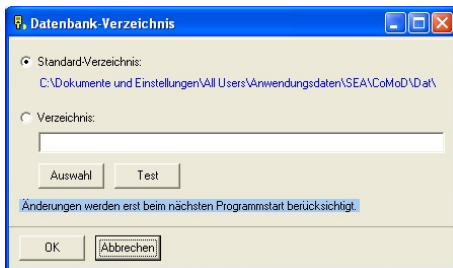 Datenbank-Verzeichnis
Standard-Verzeichnis:
C:\Dokumente und Einstellungen\All Users\Anwendungsdaten\SEA\CoMoD\Dat\
Verzeichnis:
Auswahl Test
Änderungen werden erst beim nächsten Programmstart berücksichtigt.
OK Abbrechen